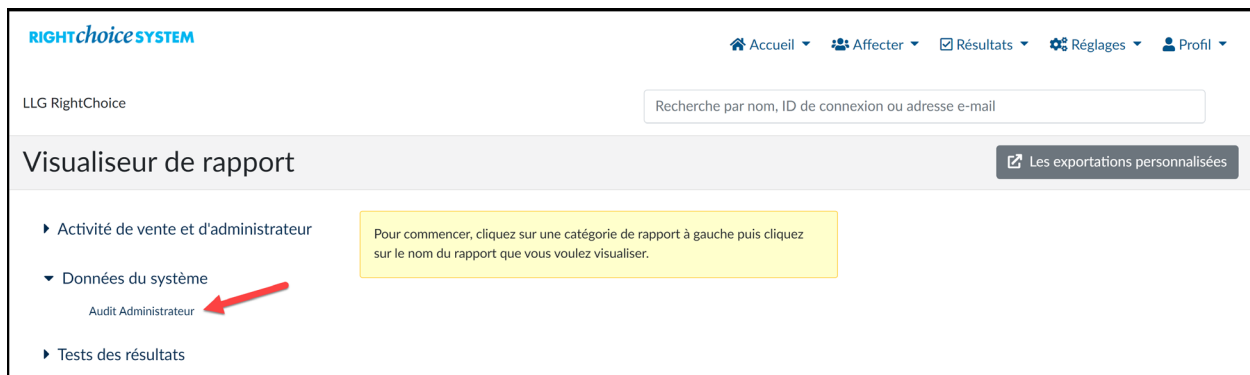 RIGHTchoice SYSTEM
Accueil
Affecter
Résultats
Réglages
Profil
LLG RightChoice
Recherche par nom, ID de connexion ou adresse e-mail
Visualiseur de rapport
Les exportations personnalisées
Activité de vente et d'administrateur
Pour commencer, cliquez sur une catégorie de rapport à gauche puis cliquez
sur le nom du rapport que vous voulez visualiser.
Données du système
Audit Administrateur
Tests des résultats